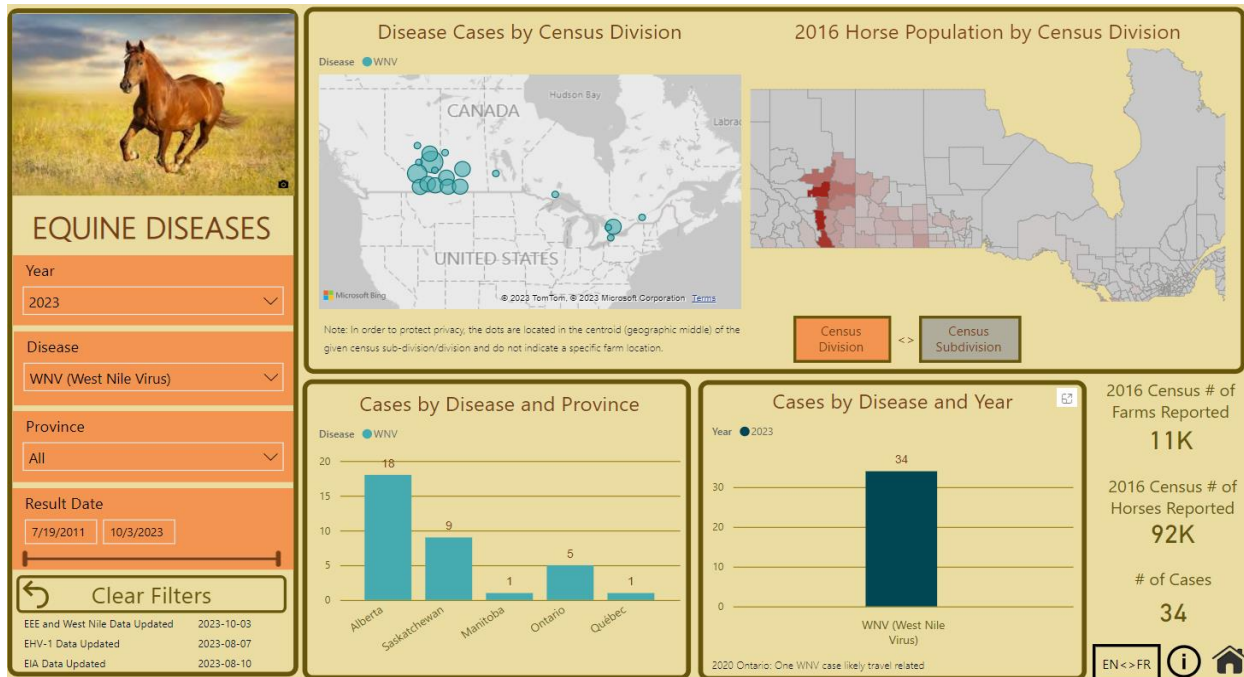 EQUINE DISEASES
Year
2023
Disease
WNV (West Nile Virus)
Province
All
Result Date
7/19/2011 10/3/2023
Clear Filters
EEE and West Nile Data Updated 2023-10-03
EHV-1 Data Updated 2023-08-07
EIA Data Updated 2023-08-10
Disease Cases by Census Division
Disease WNV
CANADA
Hudson Bay
Labrac
UNITED STATES
Microsoft Bing
© 2023 TomTom, © 2023 Microsoft Corporation Terms
Note: In order to protect privacy, the dots are located in the centroid (geographic middle) of the
given census sub-division/division and do not indicate a specific farm location.
2016 Horse Population by Census Division
Census
Division
<>
Census
Subdivision
Cases by Disease and Province
Disease WNV
20
15
10
5
0
18
9
1
5
1
Alberta
Saskatchewan
Manitoba
Ontario
Québec
Cases by Disease and Year
Year 2023
34
30
20
10
0
WNV (West Nile
Virus)
2020 Ontario: One WNV case likely travel related
2016 Census # of
Farms Reported
11K
2016 Census # of
Horses Reported
92K
# of Cases
34
EN<>FR
i